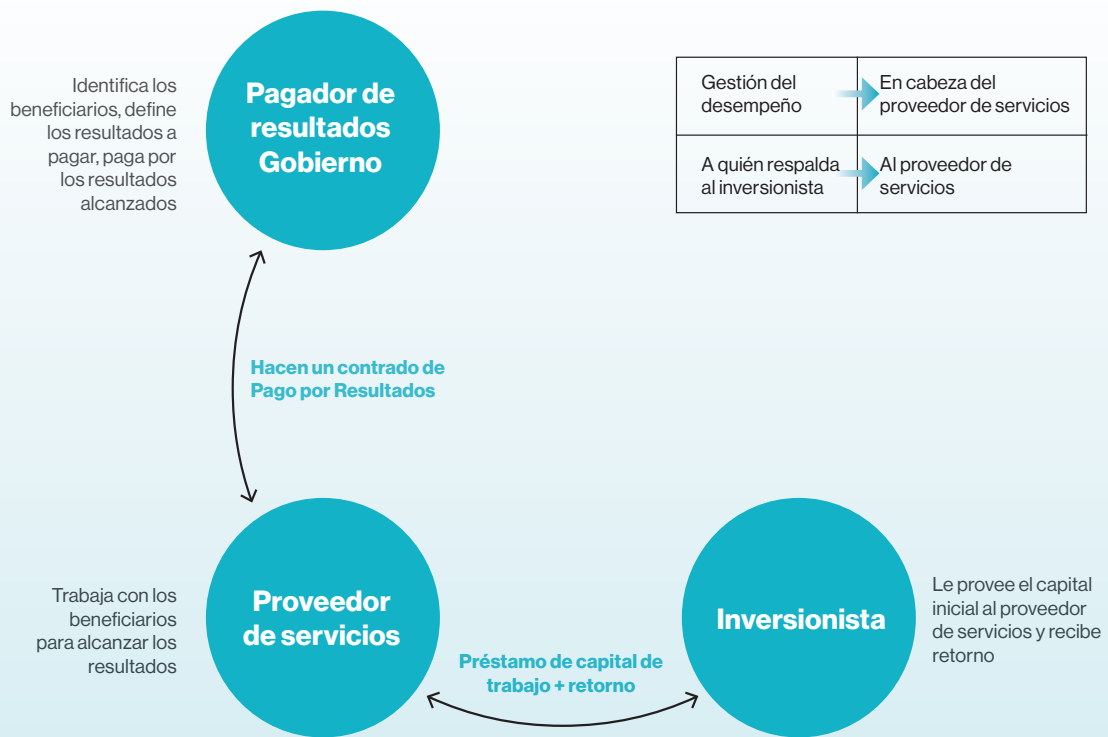 Identifica los
beneficiarios, define
los resultados a
pagar, paga por
los resultados
alcanzados
Pagador de
resultados
Gobierno
Gestión del
desempeño
En cabeza del
proveedor de servicios
A quién respalda
al inversionista
Al proveedor de
servicios
Hacen un contrado de
Pago por Resultados
Trabaja con los
beneficiarios
para alcanzar los
resultados
Proveedor
de servicios
Préstamo de capital de
trabajo + retorno
Inversionista
Le provee el capital
inicial al proveedor
de servicios y recibe
retorno